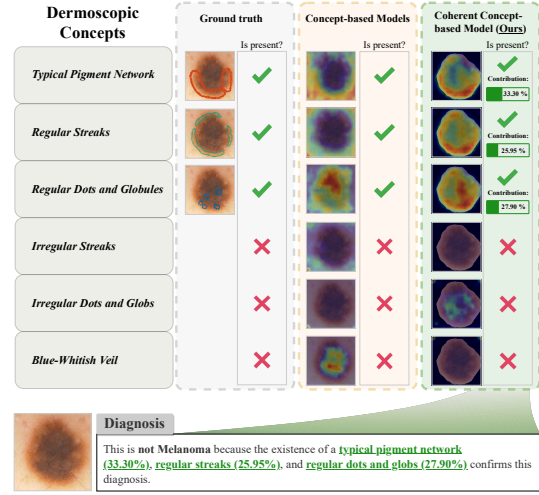 Dermoscopic
Concepts
Ground truth
Concept-based Models
Coherent Concept-
based Model (Ours)
Is present?
Is present?
Is present?
Typical Pigment Network
Contribution:
33.30 %
Regular Streaks
Contribution:
25.95 %
Regular Dots and Globules
Contribution:
27.90 %
Irregular Streaks
Irregular Dots and Globs
Blue-Whitish Veil
Diagnosis
This is not Melanoma because the existence of a typical pigment network
(33.30%), regular streaks (25.95%), and regular dots and globs (27.90%) confirms this
diagnosis.